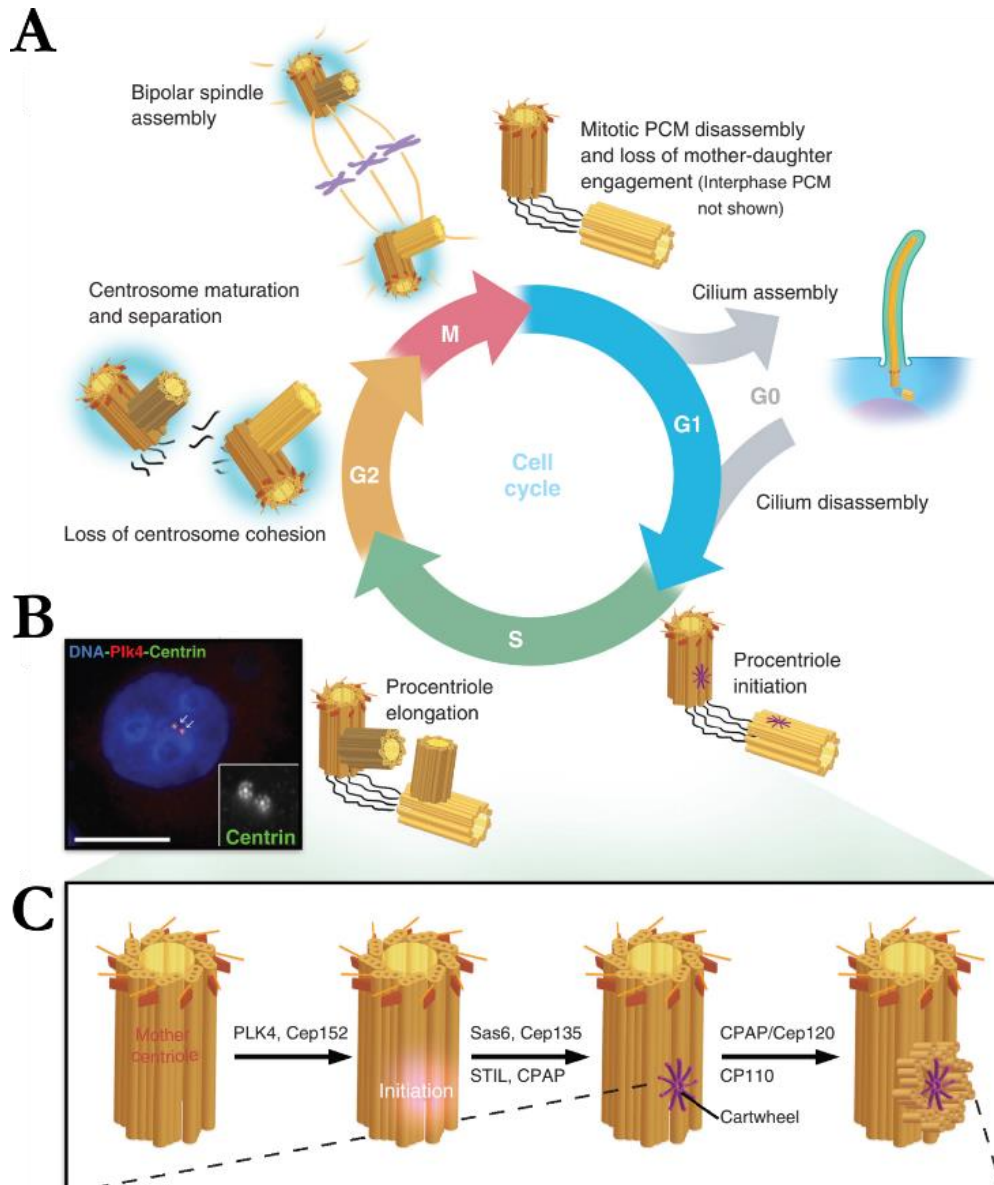 A
Bipolar spindle
assembly
Mitotic PCM disassembly
and loss of mother-daughter
engagement (Interphase PCM
not shown)
Centrosome maturation
and separation
Cilium assembly
M
G0
G1
G2
Cell
cycle
Cilium disassembly
Loss of centrosome cohesion
S
B
DNA-Plk4-Centrin
Centrin
Procentriole
elongation
Procentriole
initiation
C
Mother
centriole
PLK4, Cep152
Initiation
Sas6, Cep135
STIL, CPAP
Cartwheel
CPAP/Cep120
CP110